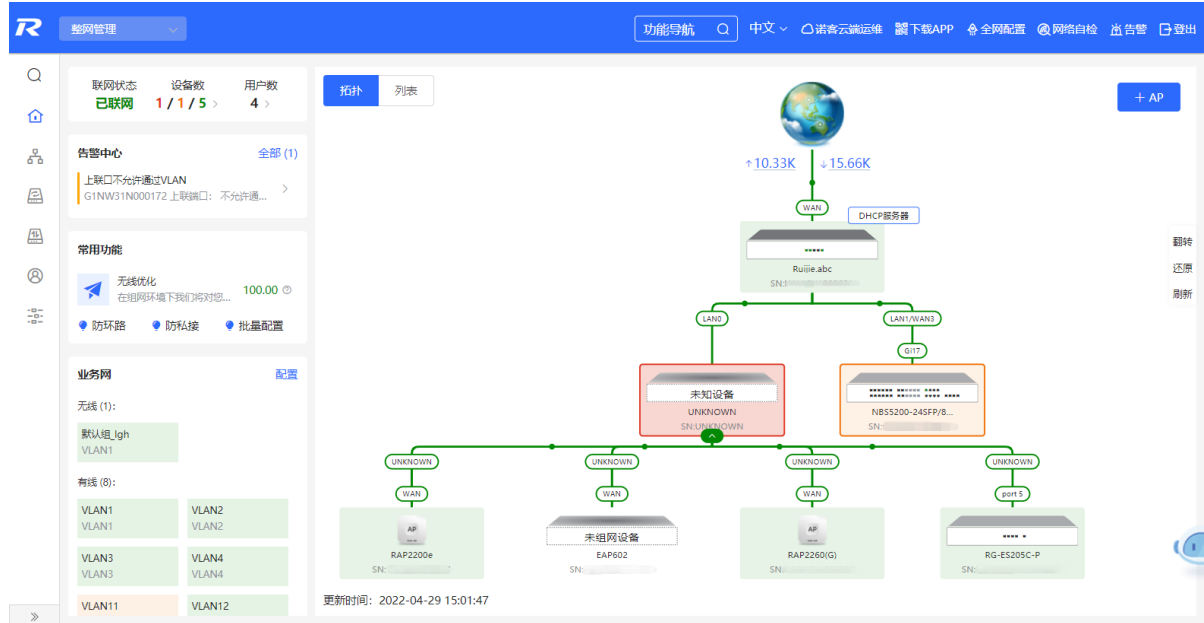 R
整网管理
功能导航
中文
诺客云端运维
下载APP
全网配置
网络自检
告警
登出
联网状态 设备数 用户数
已联网 1 / 1 / 5 > 4 >
告警中心 全部 (1)
上联口不允许通过VLAN
G1NW31N000172 上联端口： 不允许通...
常用功能
无线优化
在组网环境下我们将对您...
100.00
防环路 防私接 批量配置
业务网 配置
无线 (1):
默认组_lgh
VLAN1
有线 (8):
VLAN1 VLAN2
VLAN1 VLAN2
VLAN3 VLAN4
VLAN3 VLAN4
VLAN11 VLAN12
拓扑 列表
+ AP
↑10.33K ↓15.66K
WAN
DHCP服务器
Ruijie.abc
SN:
LAN0 LAN1/WAN3
GI17
未知设备
UNKNOWN
SN:UNKNOWN
NBS5200-24SFP/8...
SN:
UNKNOWN UNKNOWN UNKNOWN UNKNOWN
WAN WAN WAN port 5
AP 未组网设备 AP
RAP2200e EAP602 RAP2260(G) RG-ES205C-P
SN: SN: SN: SN:
翻转
还原
刷新
更新时间：2022-04-29 15:01:47